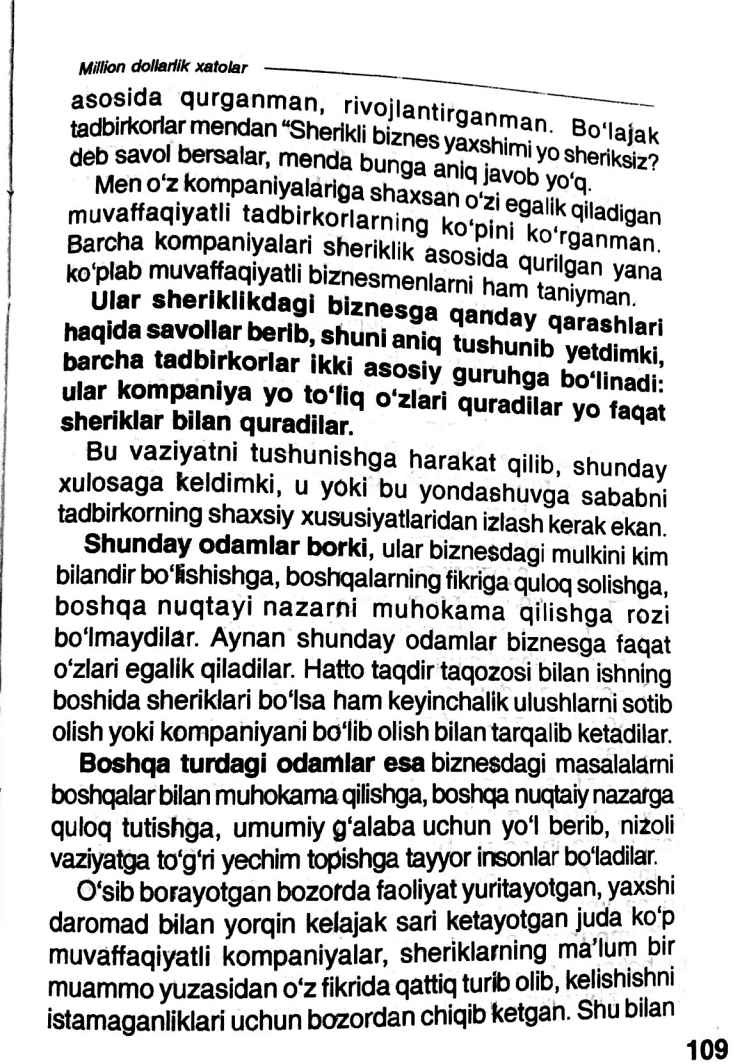 Million dollarlik xatolar
asosida qurganman, rivojlantirganman. Bo‘lajak
tadbirkorlar mendan “Sherikli biznes yaxshimi yo sheriksiz?
deb savol bersalar, menda bunga aniq javob yo‘q.
Men o‘z kompaniyalariga shaxsan o‘zi egalik qiladigan
muvaffaqiyatli tadbirkorlarning ko‘pini ko‘rganman.
Barcha kompaniyalari sheriklik asosida qurilgan yana
ko‘plab muvaffaqiyatli biznesmenlarni ham taniyman.
Ular sheriklikdagi biznesga qanday qarashlari
haqida savollar berib, shuni aniq tushunib yetdimki,
barcha tadbirkorlar ikki asosiy guruhga bo‘linadi:
ular kompaniya yo to‘liq o‘zlari quradilar yo faqat
sheriklar bilan quradilar.
Bu vaziyatni tushunishga harakat qilib, shunday
xulosaga keldimki, u yoki bu yondashuvga sababni
tadbirkorning shaxsiy xususiyatlaridan izlash kerak ekan.
Shunday odamlar borki, ular biznesdagi mulkini kim
bilandir bo‘lishishga, boshqalarning fikriga quloq solishga,
boshqa nuqtayi nazarni muhokama qilishga rozi
bo‘lmaydilar. Aynan shunday odamlar biznesga faqat
o‘zlari egalik qiladilar. Hatto taqdir taqozosi bilan ishning
boshida sheriklari bo‘lsa ham keyinchalik ulushlarni sotib
olish yoki kompaniyani bo‘lib olish bilan tarqalib ketadilar.
Boshqa turdagi odamlar esa biznesdagi masalalarni
boshqalar bilan muhokama qilishga, boshqa nuqtaiy nazarga
quloq tutishga, umumiy g‘alaba uchun yo‘l berib, nizoli
vaziyatga to‘g‘ri yechim topishga tayyor insonlar bo‘ladilar.
O‘sib borayotgan bozorda faoliyat yuritayotgan, yaxshi
daromad bilan yorqin kelajak sari ketayotgan juda ko‘p
muvaffaqiyatli kompaniyalar, sheriklarning ma’lum bir
muammo yuzasidan o‘z fikrida qattiq turib olib, kelishishni
istamaganliklari uchun bozordan chiqib ketgan. Shu bilan
109